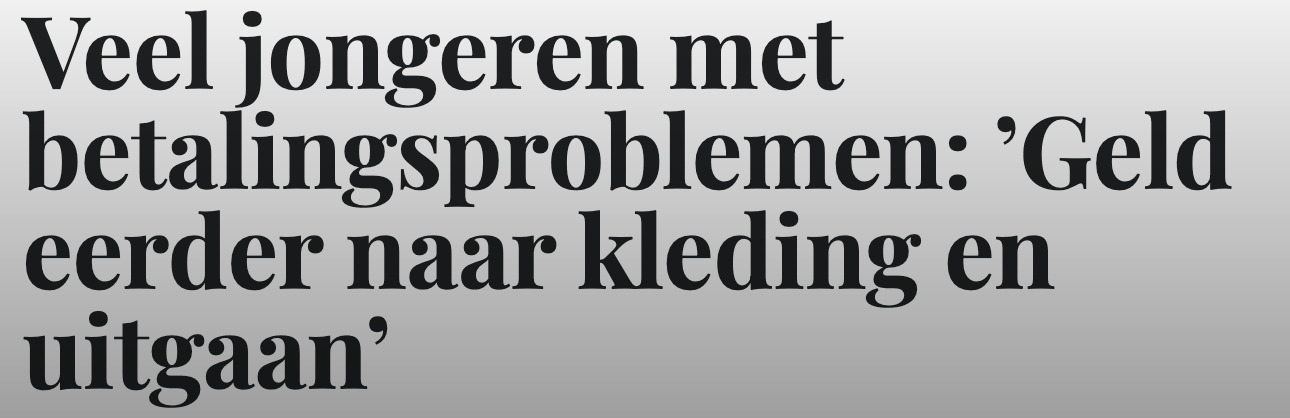 Veel jongeren met
betalingsproblemen: ’Geld
eerder naar kleding en
uitgaan’